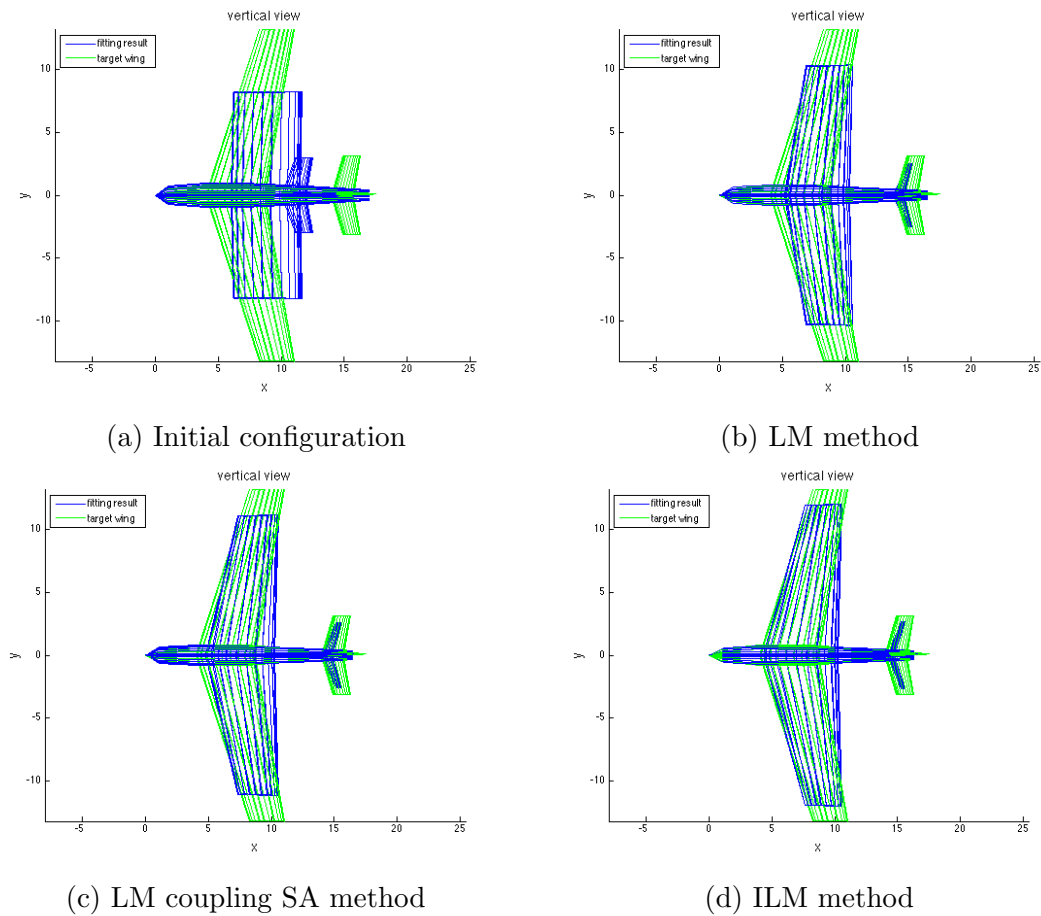 vertical view
fitting result
target wing
10
5
0
-5
-10
y
-5 0 5 10 15 20 25
x
(a) Initial configuration
vertical view
fitting result
target wing
10
5
0
-5
-10
y
-5 0 5 10 15 20 25
x
(b) LM method
vertical view
fitting result
target wing
10
5
0
-5
-10
y
-5 0 5 10 15 20 25
x
(c) LM coupling SA method
vertical view
fitting result
target wing
10
5
0
-5
-10
y
-5 0 5 10 15 20 25
x
(d) ILM method